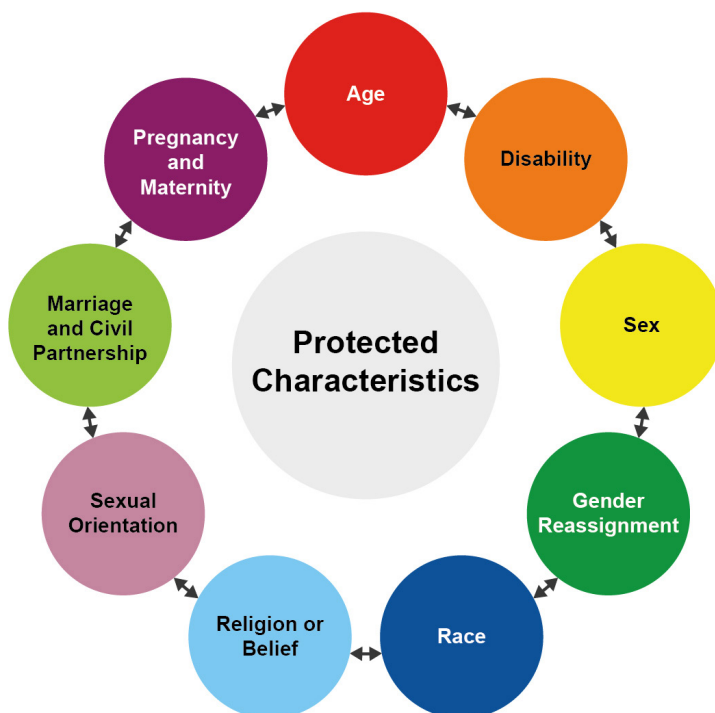 Age
Disability
Sex
Gender
Reassignment
Race
Religion or
Belief
Sexual
Orientation
Marriage
and Civil
Partnership
Pregnancy
and
Maternity
Protected
Characteristics